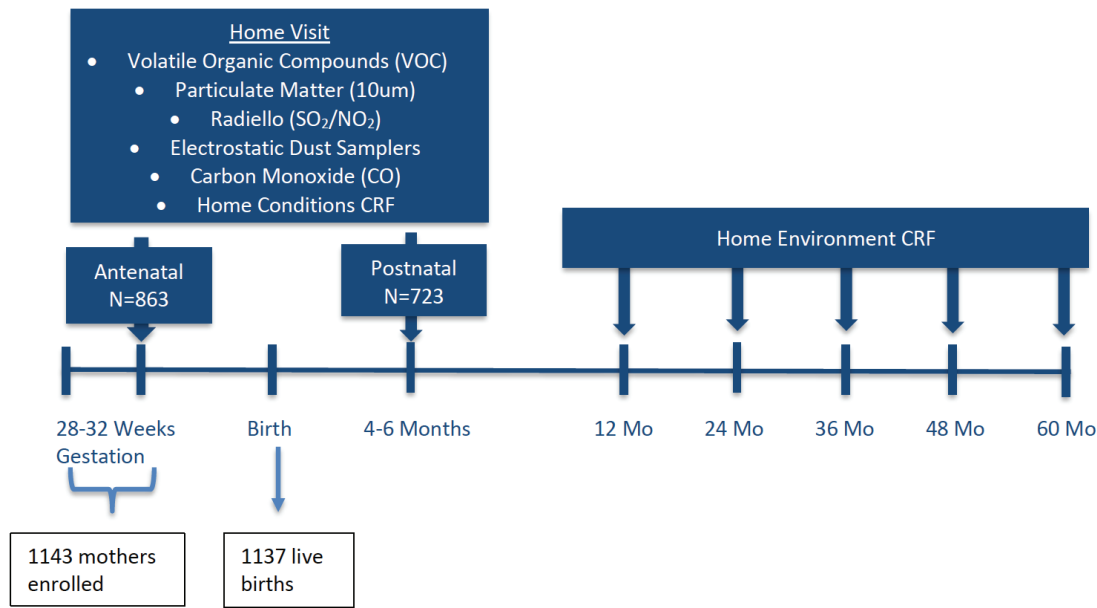 Home Visit
• Volatile Organic Compounds (VOC)
• Particulate Matter (10um)
• Radiello (SO₂/NO₂)
• Electrostatic Dust Samplers
• Carbon Monoxide (CO)
• Home Conditions CRF
Home Environment CRF
Antenatal
N=863
Postnatal
N=723
28-32 Weeks
Gestation
Birth
4-6 Months
12 Mo
24 Mo
36 Mo
48 Mo
60 Mo
1143 mothers
enrolled
1137 live
births